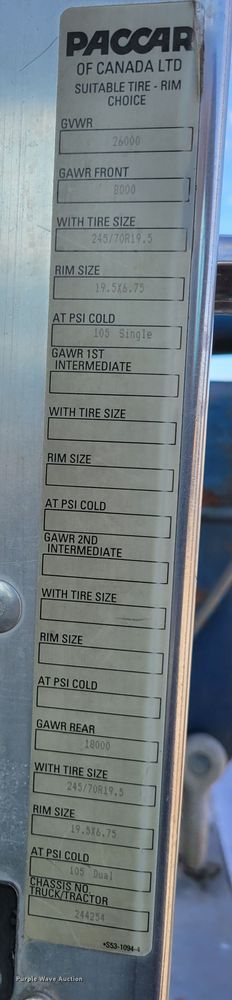 PACCAR
OF CANADA LTD
SUITABLE TIRE - RIM
CHOICE
GVWR
26000
GAWR FRONT
8000
WITH TIRE SIZE
245/70R19.5
RIM SIZE
19.5X6.75
AT PSI COLD
105 Single
GAWR 1ST
INTERMEDIATE
WITH TIRE SIZE
RIM SIZE
AT PSI COLD
GAWR 2ND
INTERMEDIATE
WITH TIRE SIZE
RIM SIZE
AT PSI COLD
GAWR REAR
18000
WITH TIRE SIZE
245/70R19.5
RIM SIZE
19.5X6.75
AT PSI COLD
105 Dual
CHASSIS NO.
TRUCK/TRACTOR
244254
•S53-1094-4
Purple Wave Auction